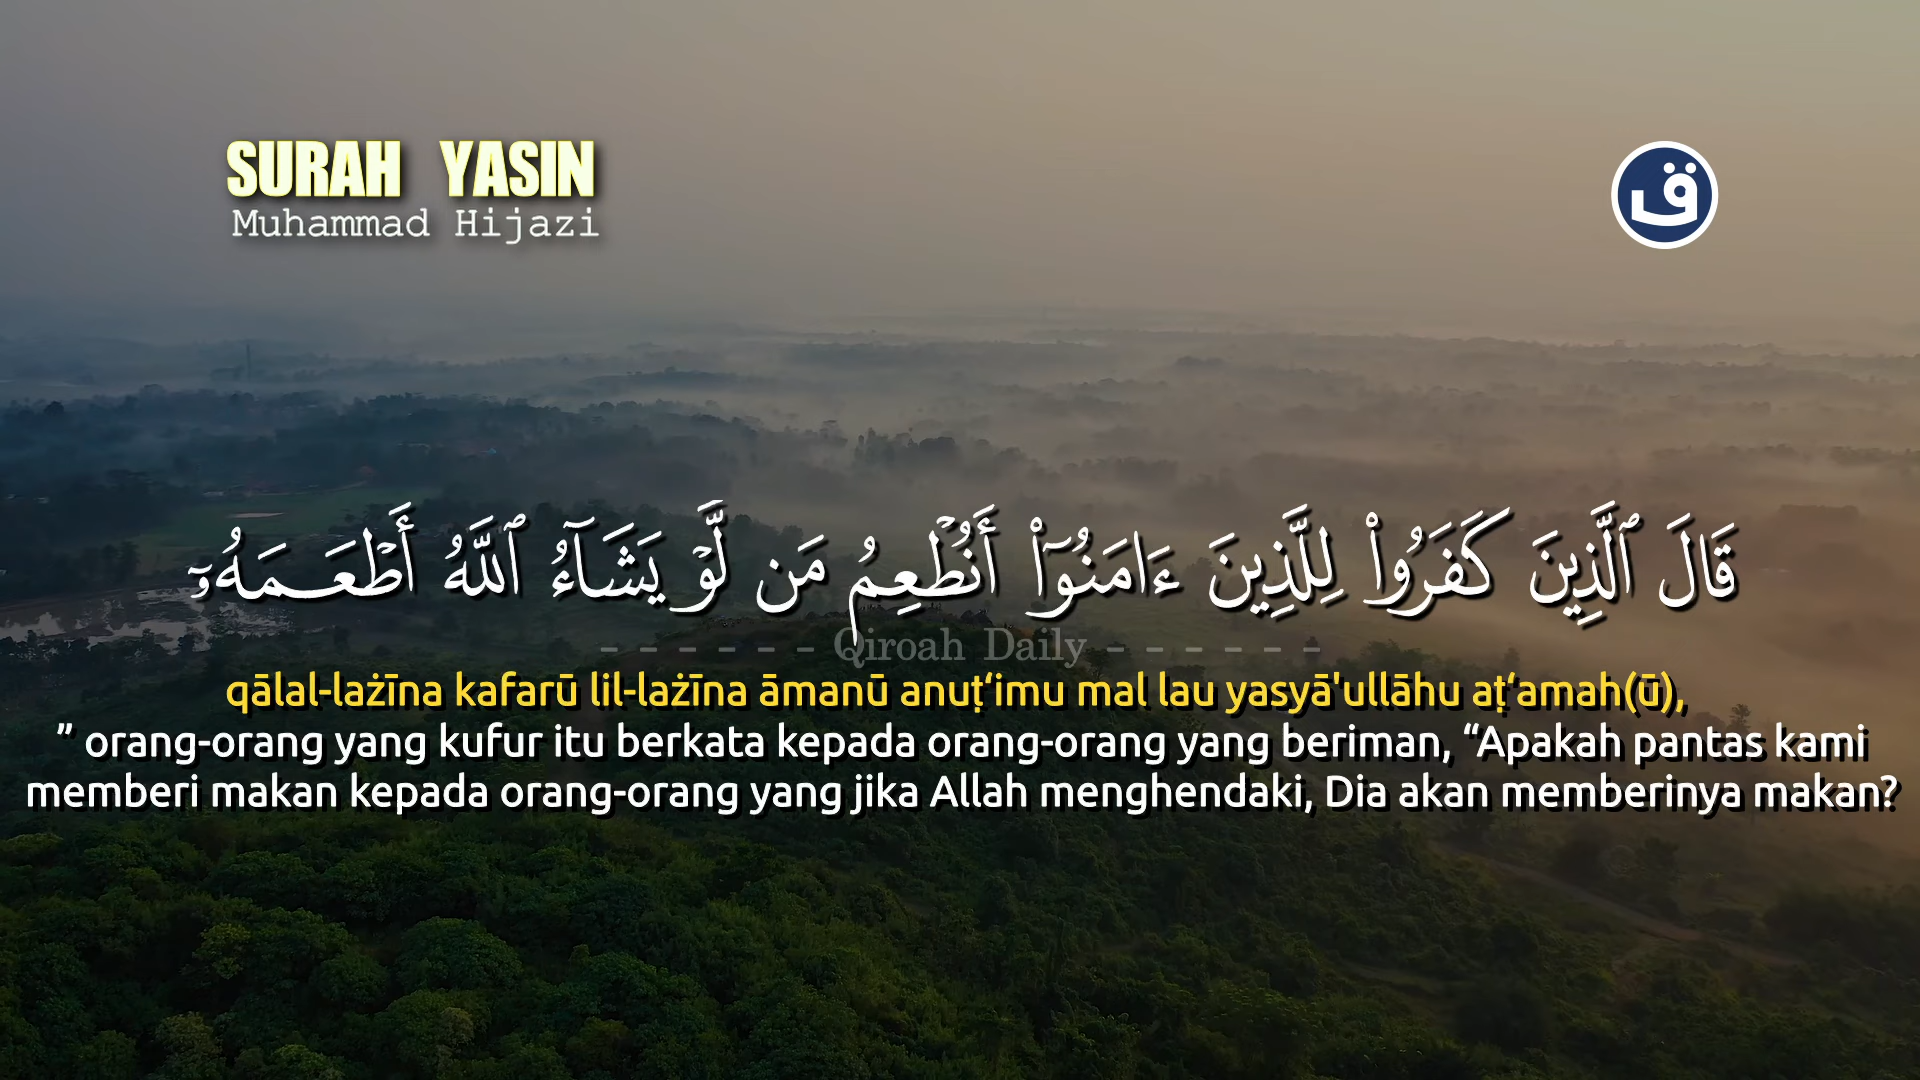 SURAH YASIN
Muhammad Hijazi
ق
قَالَ ٱلَّذِينَ كَفَرُوا۟ لِلَّذِينَ ءَامَنُوٓا۟ أَنُطْعِمُ مَن لَّوْ يَشَآءُ ٱللَّهُ أَطْعَمَهُۥٓ
- - - - - - Qiroah Daily - - - - - -
qālal-lażīna kafarū lil-lażīna āmanū anuṭ‘imu mal lau yasyā'ullāhu aṭ‘amah(ū),
” orang-orang yang kufur itu berkata kepada orang-orang yang beriman, “Apakah pantas kami
memberi makan kepada orang-orang yang jika Allah menghendaki, Dia akan memberinya makan?